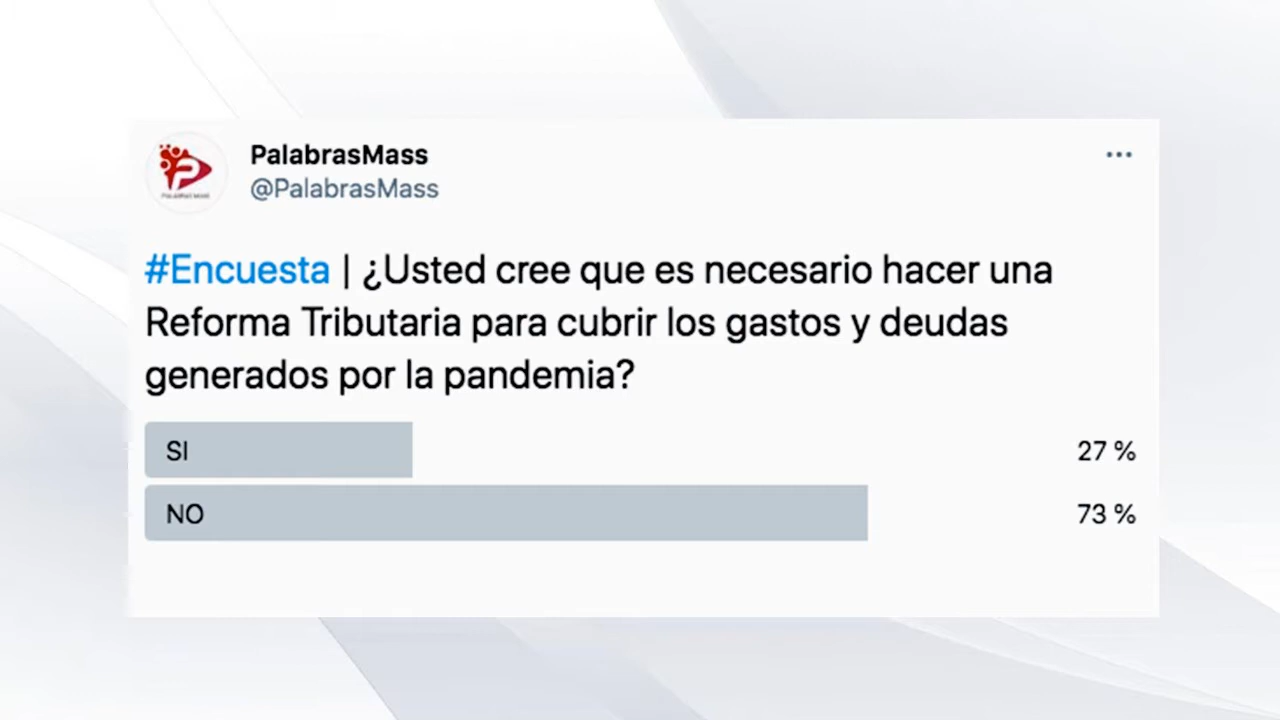 PalabrasMass
@PalabrasMass
#Encuesta | ¿Usted cree que es necesario hacer una
Reforma Tributaria para cubrir los gastos y deudas
generados por la pandemia?
SI 27 %
NO 73 %